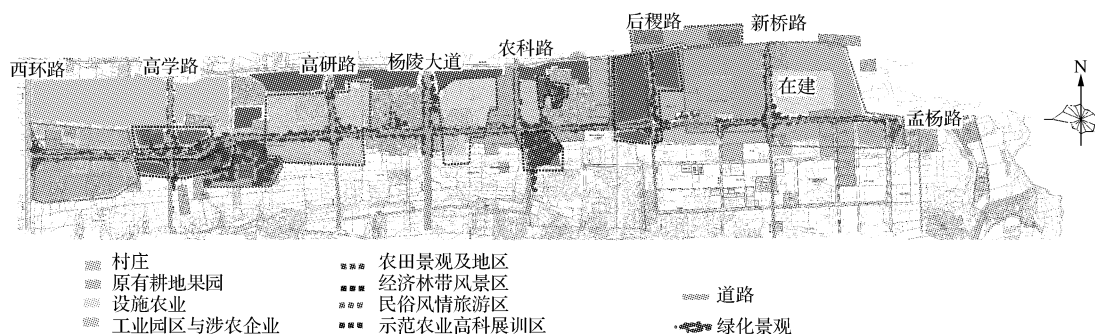 西环路
高学路
高研路
杨陵大道
农科路
后稷路
新桥路
在建
孟杨路
N
村庄
原有耕地果园
设施农业
工业园区与涉农企业
农田景观及地区
经济林带风景区
民俗风情旅游区
示范农业高科展训区
道路
绿化景观